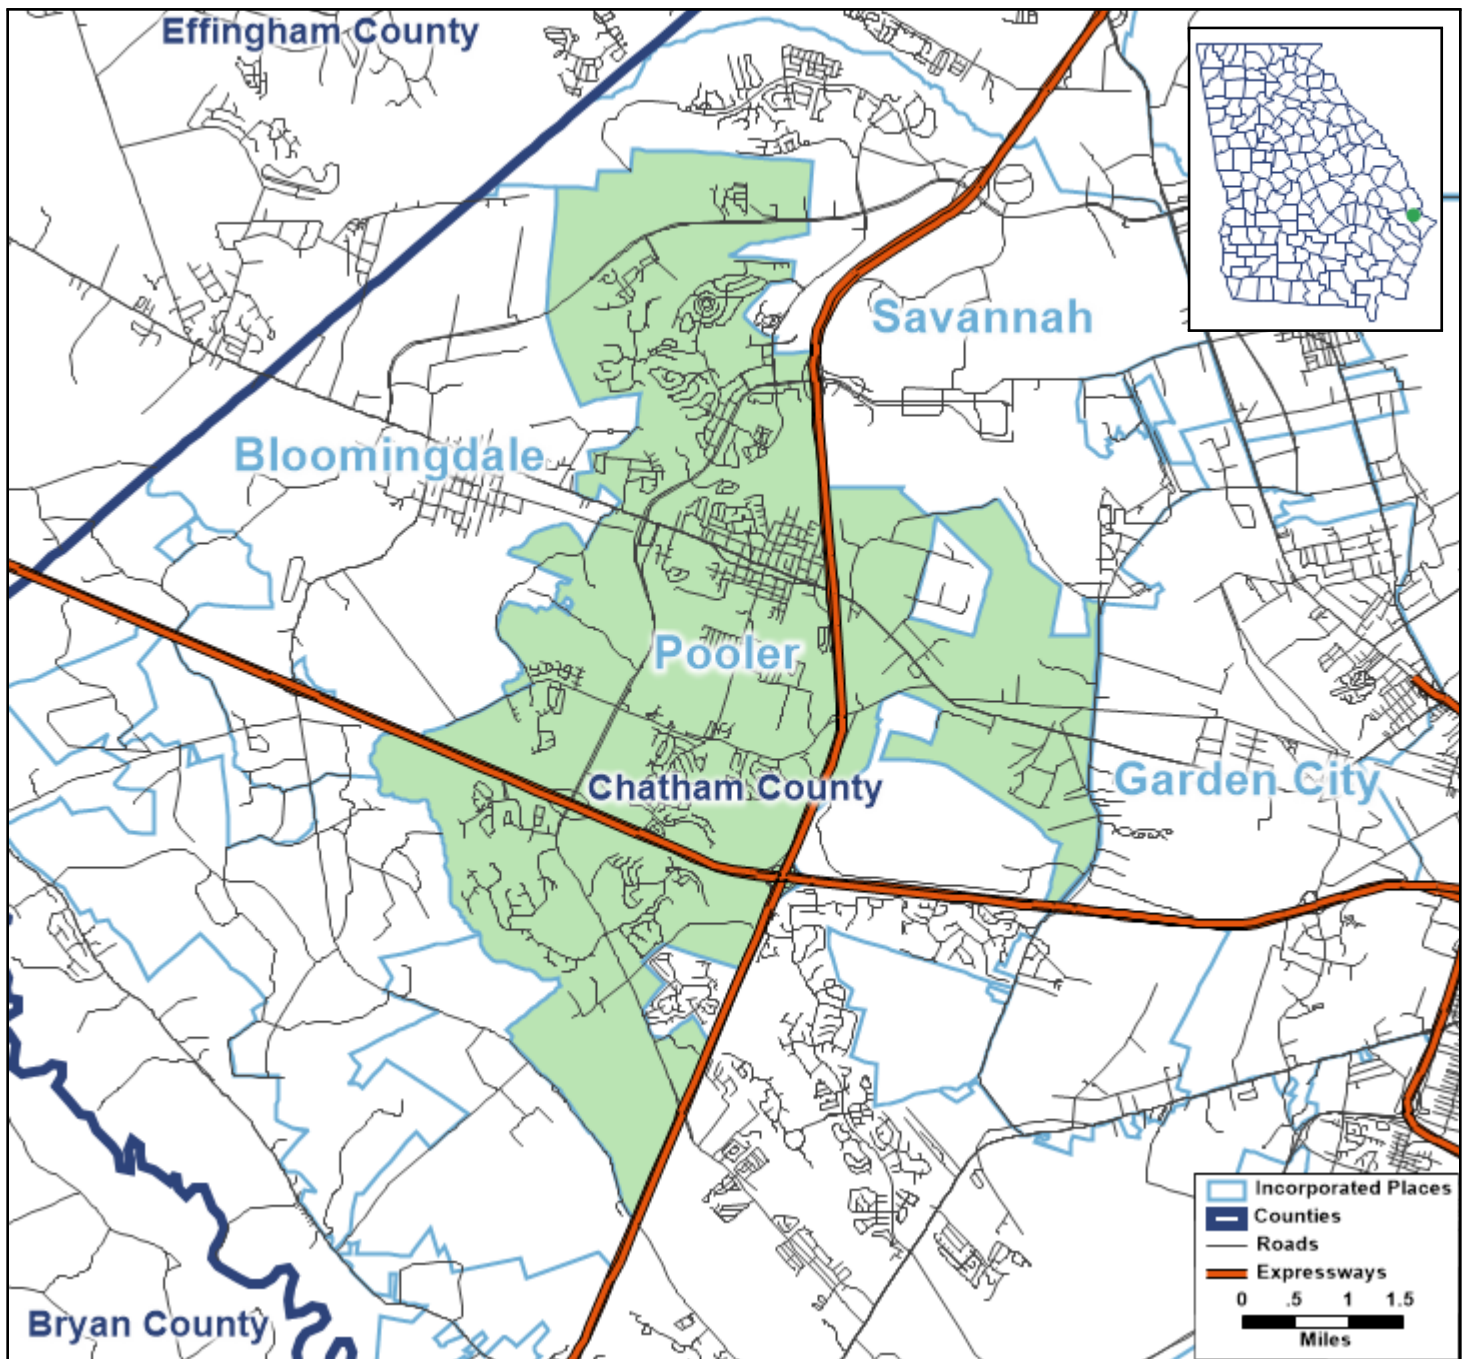 Effingham County
Savannah
Bloomingdale
Pooler
Garden City
Chatham County
Bryan County
Incorporated Places
Counties
Roads
Expressways
0 .5 1 1.5
Miles